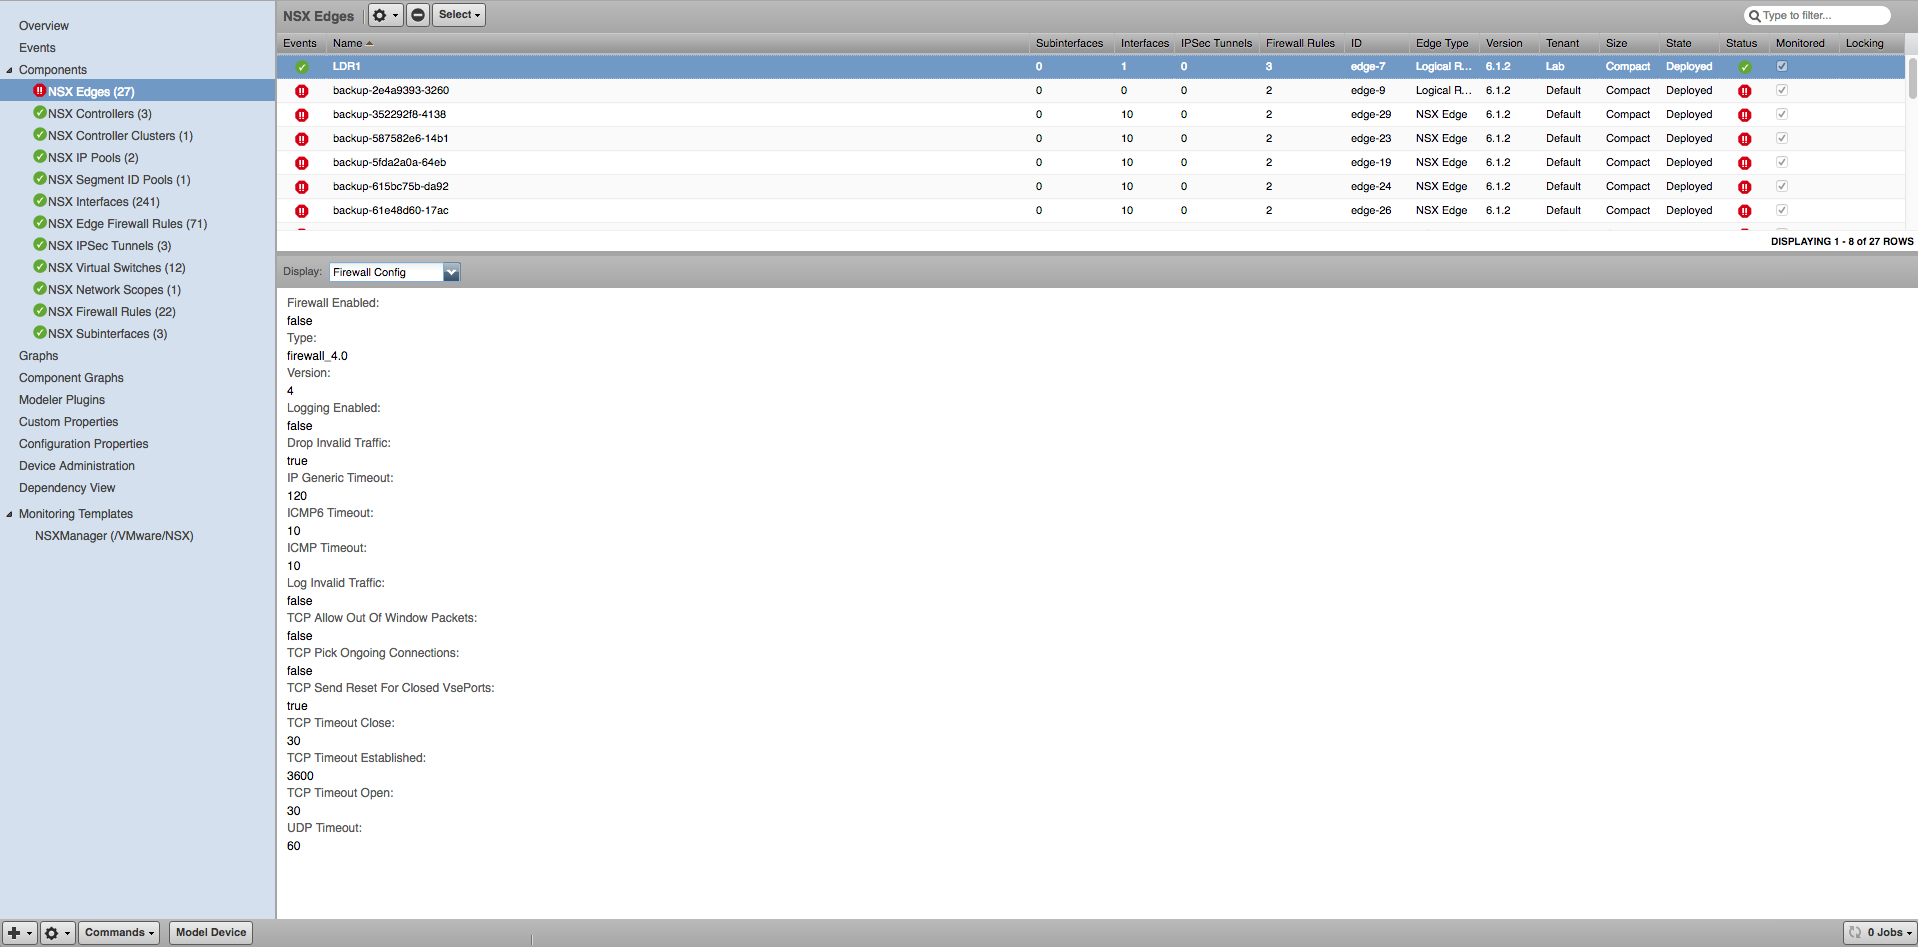 Overview
Events
Components
NSX Edges (27)
NSX Controllers (3)
NSX Controller Clusters (1)
NSX IP Pools (2)
NSX Segment ID Pools (1)
NSX Interfaces (241)
NSX Edge Firewall Rules (71)
NSX IPSec Tunnels (3)
NSX Virtual Switches (12)
NSX Network Scopes (1)
NSX Firewall Rules (22)
NSX Subinterfaces (3)
Graphs
Component Graphs
Modeler Plugins
Custom Properties
Configuration Properties
Device Administration
Dependency View
Monitoring Templates
NSXManager (/VMware/NSX)
NSX Edges Select Type to filter...
Events Name Subinterfaces Interfaces IPSec Tunnels Firewall Rules ID Edge Type Version Tenant Size State Status Monitored Locking
LDR1 0 1 0 3 edge-7 Logical R... 6.1.2 Lab Compact Deployed
backup-2e4a9393-3260 0 0 0 2 edge-9 Logical R... 6.1.2 Default Compact Deployed
backup-352292f8-4138 0 10 0 2 edge-29 NSX Edge 6.1.2 Default Compact Deployed
backup-587582e6-14b1 0 10 0 2 edge-23 NSX Edge 6.1.2 Default Compact Deployed
backup-5fda2a0a-64eb 0 10 0 2 edge-19 NSX Edge 6.1.2 Default Compact Deployed
backup-615bc75b-da92 0 10 0 2 edge-24 NSX Edge 6.1.2 Default Compact Deployed
backup-61e48d60-17ac 0 10 0 2 edge-26 NSX Edge 6.1.2 Default Compact Deployed
DISPLAYING 1 - 8 of 27 ROWS
Display: Firewall Config
Firewall Enabled:
false
Type:
firewall_4.0
Version:
4
Logging Enabled:
false
Drop Invalid Traffic:
true
IP Generic Timeout:
120
ICMP6 Timeout:
10
ICMP Timeout:
10
Log Invalid Traffic:
false
TCP Allow Out Of Window Packets:
false
TCP Pick Ongoing Connections:
false
TCP Send Reset For Closed VsePorts:
true
TCP Timeout Close:
30
TCP Timeout Established:
3600
TCP Timeout Open:
30
UDP Timeout:
60
Commands Model Device 0 Jobs